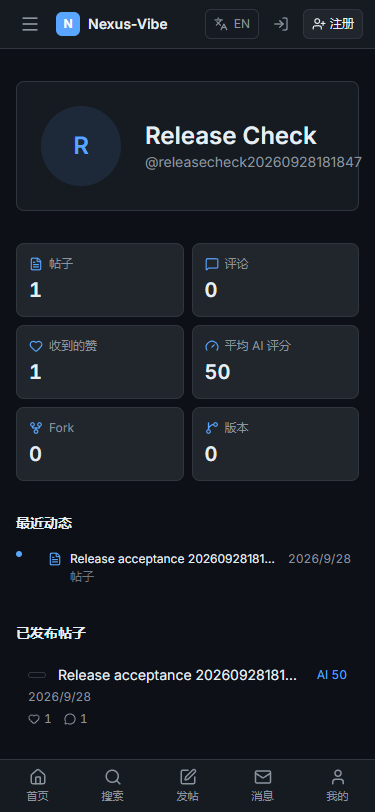 N Nexus-Vibe EN 注册
R
Release Check
@releasecheck20260928181847
帖子 评论
1 0
收到的赞 平均 AI 评分
1 50
Fork 版本
0 0
最近动态
Release acceptance 20260928181... 2026/9/28
帖子
已发布帖子
Release acceptance 20260928181... AI 50
2026/9/28
1 1
首页 搜索 发帖 消息 我的